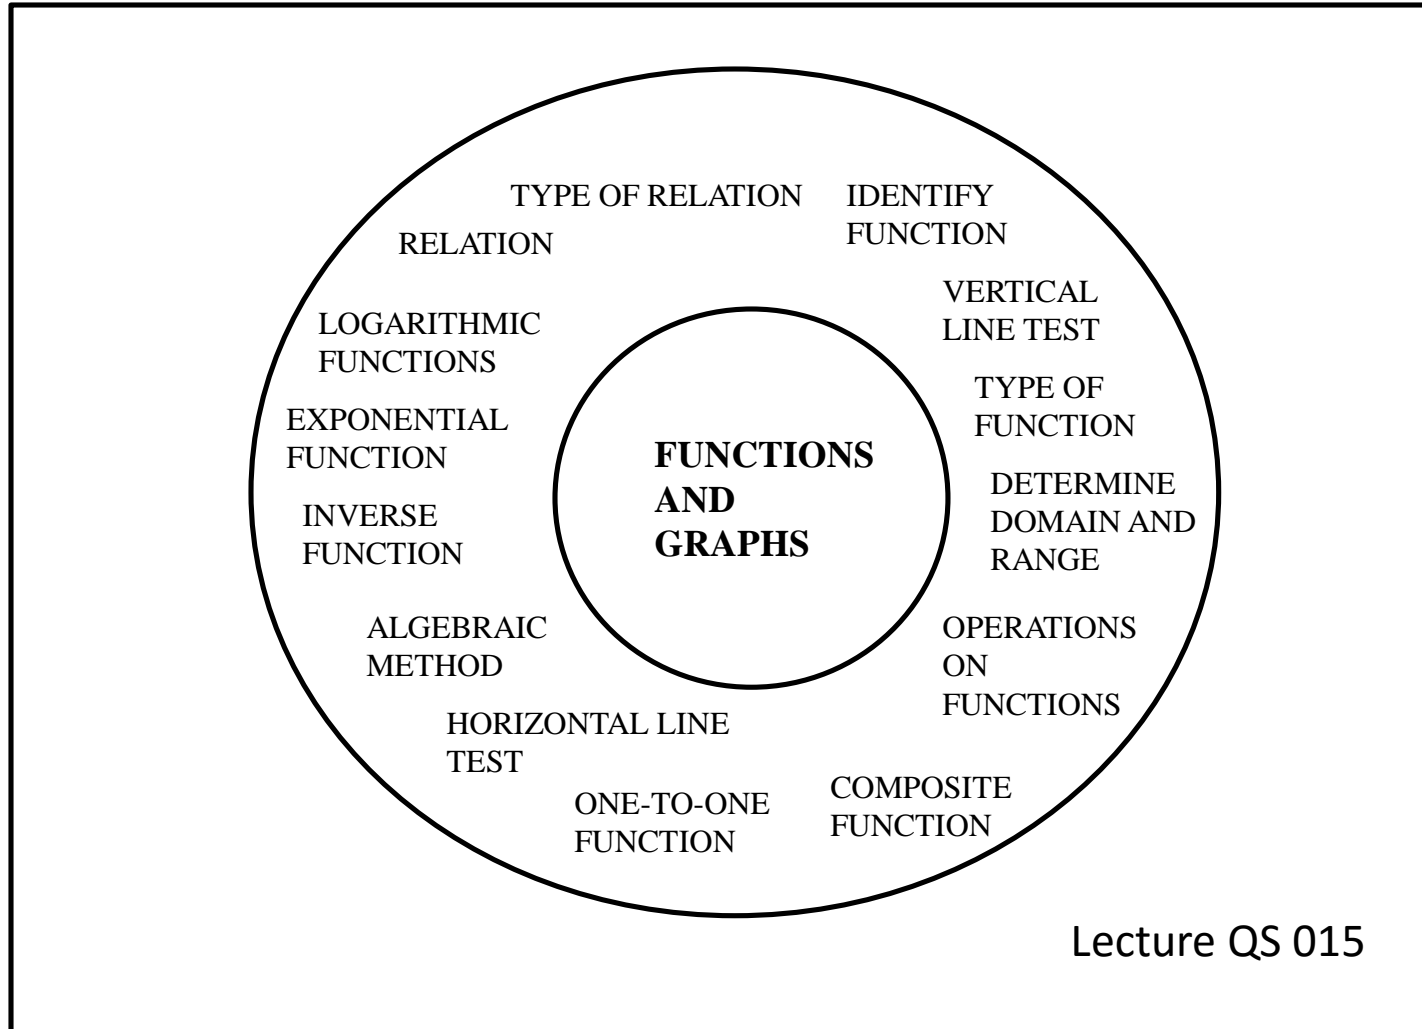 TYPE OF RELATION
IDENTIFY
FUNCTION
RELATION
VERTICAL
LINE TEST
LOGARITHMIC
FUNCTIONS
TYPE OF
FUNCTION
EXPONENTIAL
FUNCTION
FUNCTIONS
AND
GRAPHS
DETERMINE
DOMAIN AND
RANGE
INVERSE
FUNCTION
ALGEBRAIC
METHOD
OPERATIONS
ON
FUNCTIONS
HORIZONTAL LINE
TEST
COMPOSITE
FUNCTION
ONE-TO-ONE
FUNCTION
Lecture QS 015